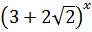 (3 + 2√2)ˣ